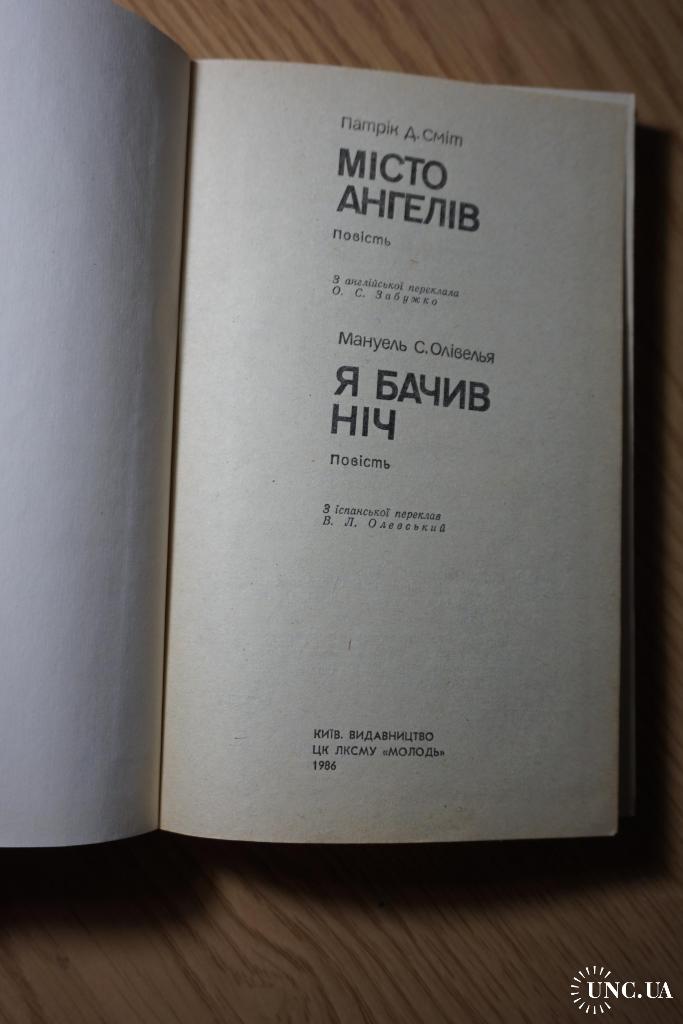 Патрік Д. Сміт
МІСТО
АНГЕЛІВ
Повість
З англійської переклала
О. С. Забужко
Мануель С. Олівелья
Я БАЧИВ
НІЧ
Повість
З іспанської переклав
В. Л. Олевський
КИЇВ. ВИДАВНИЦТВО
ЦК ЛКСМУ «МОЛОДЬ»
1986
UNC.UA